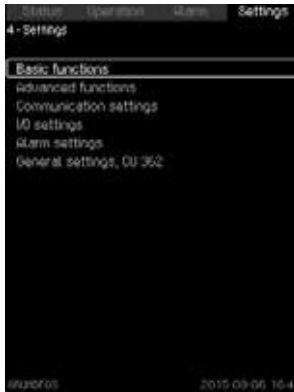 Status Operation Alarm Settings
4 - Settings
Basic functions
Advanced functions
Communication settings
I/O settings
Alarm settings
General settings, CU 362
GRUNDFOS 2015-09-06 16:4